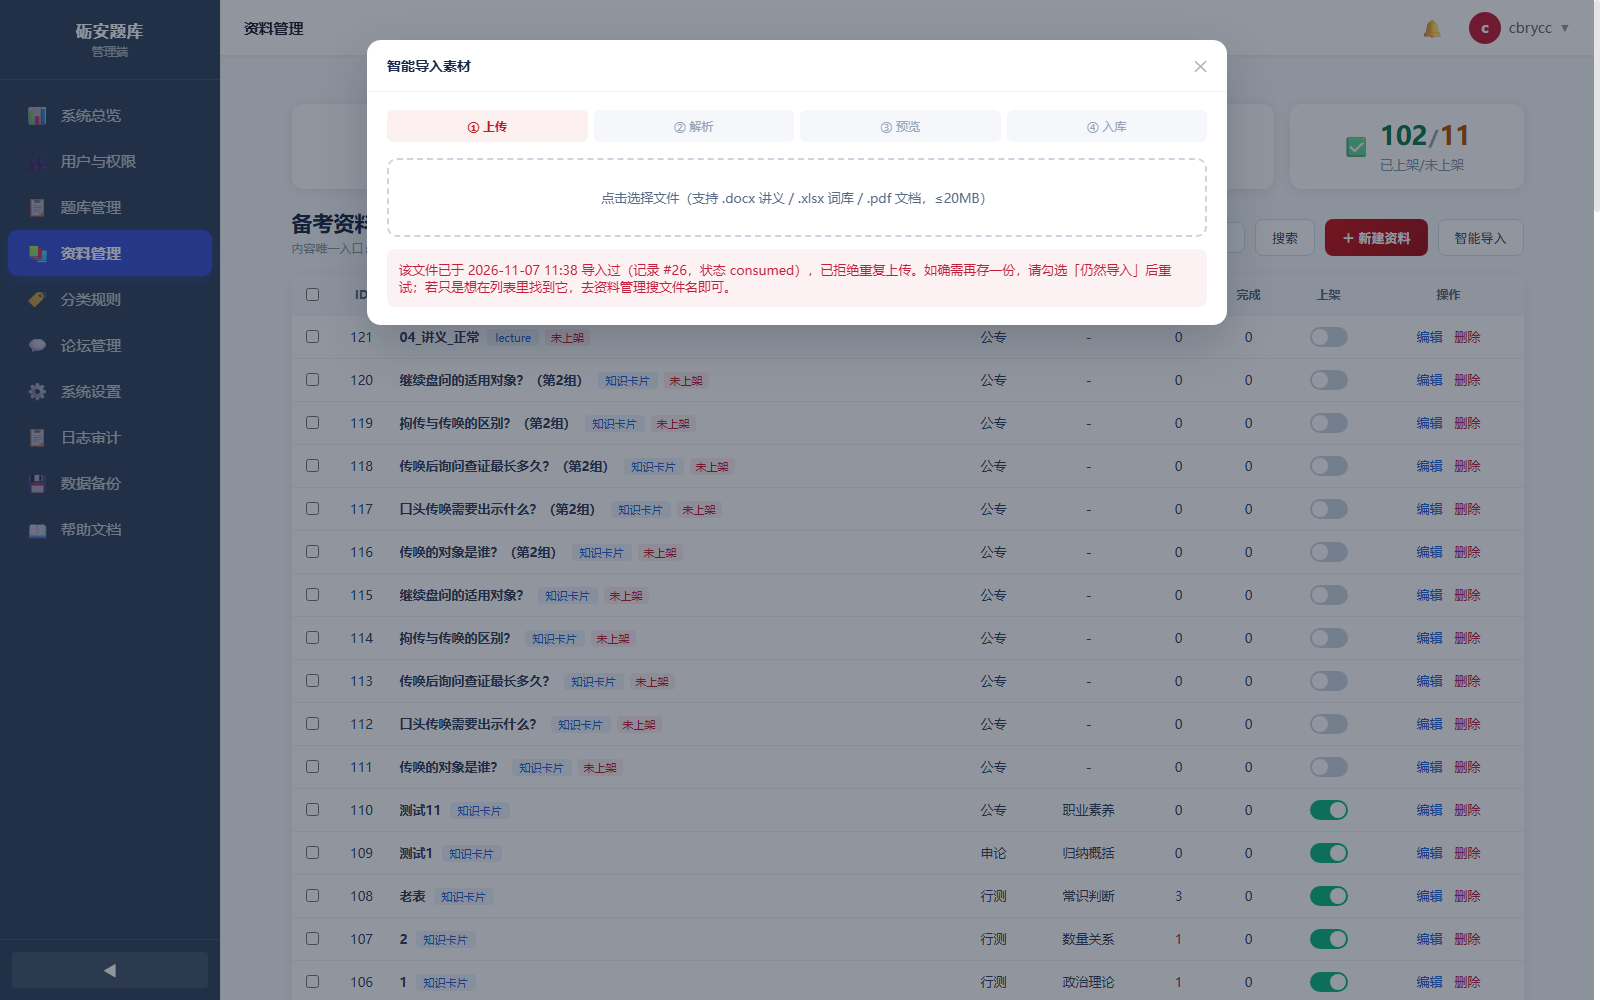 砺安题库
管理端
系统总览
用户与权限
题库管理
资料管理
分类规则
论坛管理
系统设置
日志审计
数据备份
帮助文档
资料管理
c cbrycc
智能导入素材
① 上传 ② 解析 ③ 预览 ④ 入库
点击选择文件（支持 .docx 讲义 / .xlsx 词库 / .pdf 文档，≤20MB）
该文件已于 2026-11-07 11:38 导入过（记录 #26，状态 consumed），已拒绝重复上传。如确需再存一份，请勾选「仍然导入」后重
试；若只是想在列表里找到它，去资料管理搜文件名即可。
102/11
已上架/未上架
备考资料
内容唯一入口
搜索 + 新建资料 智能导入
ID 完成 上架 操作
121 04_讲义_正常 lecture 未上架 公专 - 0 0 编辑 删除
120 继续盘问的适用对象？（第2组） 知识卡片 未上架 公专 - 0 0 编辑 删除
119 拘传与传唤的区别？（第2组） 知识卡片 未上架 公专 - 0 0 编辑 删除
118 传唤后询问查证最长多久？（第2组） 知识卡片 未上架 公专 - 0 0 编辑 删除
117 口头传唤需要出示什么？（第2组） 知识卡片 未上架 公专 - 0 0 编辑 删除
116 传唤的对象是谁？（第2组） 知识卡片 未上架 公专 - 0 0 编辑 删除
115 继续盘问的适用对象？ 知识卡片 未上架 公专 - 0 0 编辑 删除
114 拘传与传唤的区别？ 知识卡片 未上架 公专 - 0 0 编辑 删除
113 传唤后询问查证最长多久？ 知识卡片 未上架 公专 - 0 0 编辑 删除
112 口头传唤需要出示什么？ 知识卡片 未上架 公专 - 0 0 编辑 删除
111 传唤的对象是谁？ 知识卡片 未上架 公专 - 0 0 编辑 删除
110 测试11 知识卡片 公专 职业素养 0 0 编辑 删除
109 测试1 知识卡片 申论 归纳概括 0 0 编辑 删除
108 老表 知识卡片 行测 常识判断 3 0 编辑 删除
107 2 知识卡片 行测 数量关系 1 0 编辑 删除
106 1 知识卡片 行测 政治理论 1 0 编辑 删除